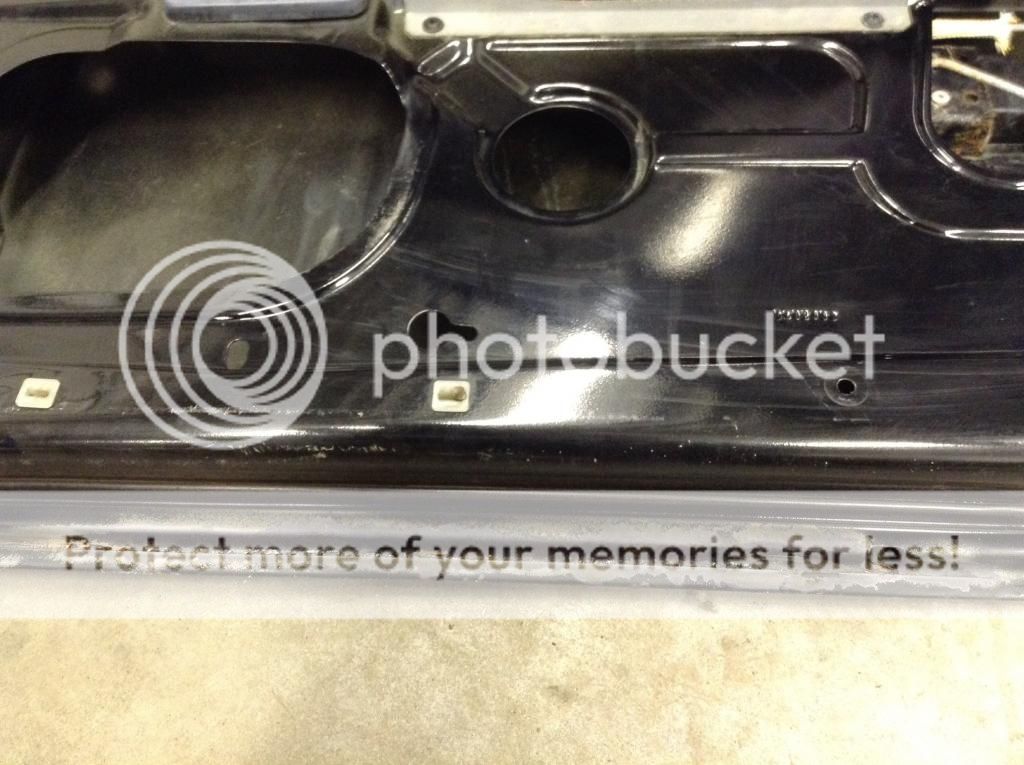 photobucket
Protect more of your memories for less!